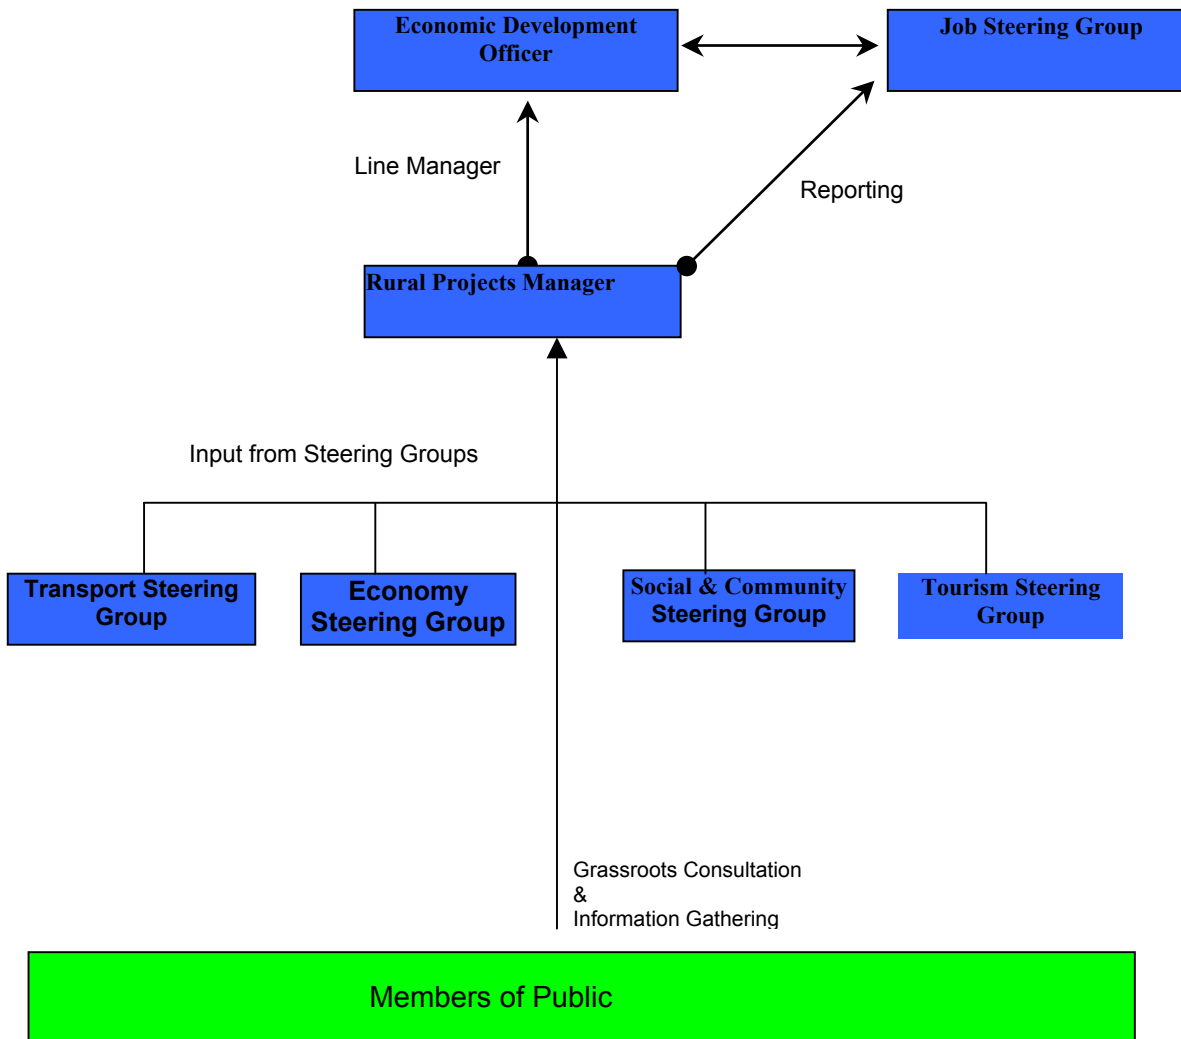 Economic Development
Officer
Job Steering Group
Line Manager
Reporting
Rural Projects Manager
Input from Steering Groups
Transport Steering
Group
Economy
Steering Group
Social & Community
Steering Group
Tourism Steering
Group
Grassroots Consultation
&
Information Gathering
Members of Public